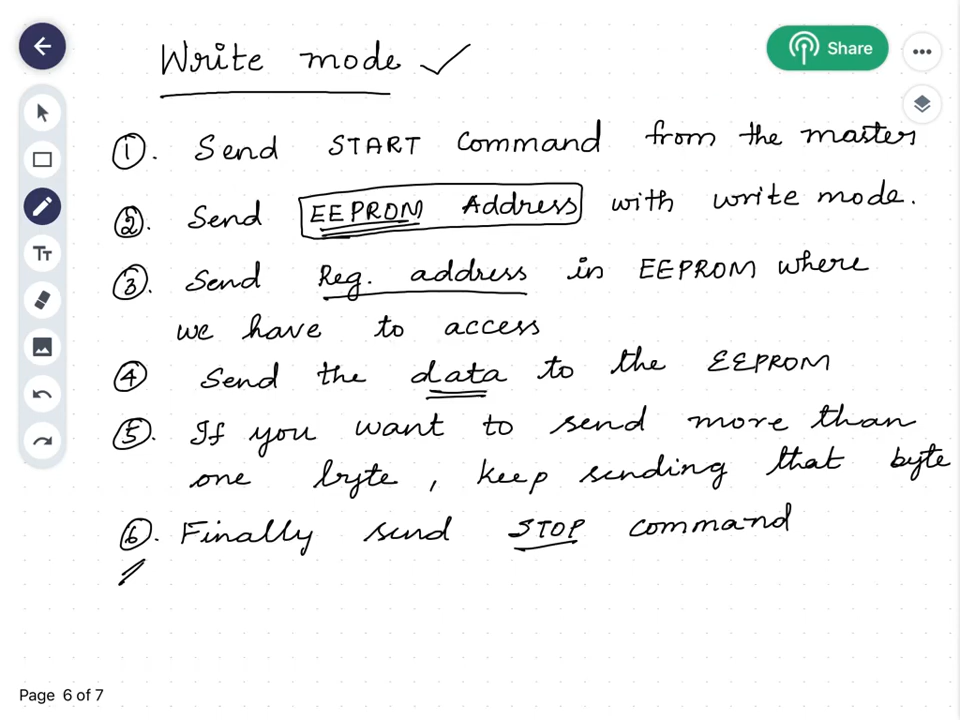 Write mode ✓
Share
①. Send START Command from the master
②. Send EEPROM Address with write mode.
③. Send Reg. address in EEPROM where
we have to access
④ Send the data to the EEPROM
⑤. If you want to send more than
one byte, keep sending that byte
⑥. Finally send STOP command
Tт
Page 6 of 7